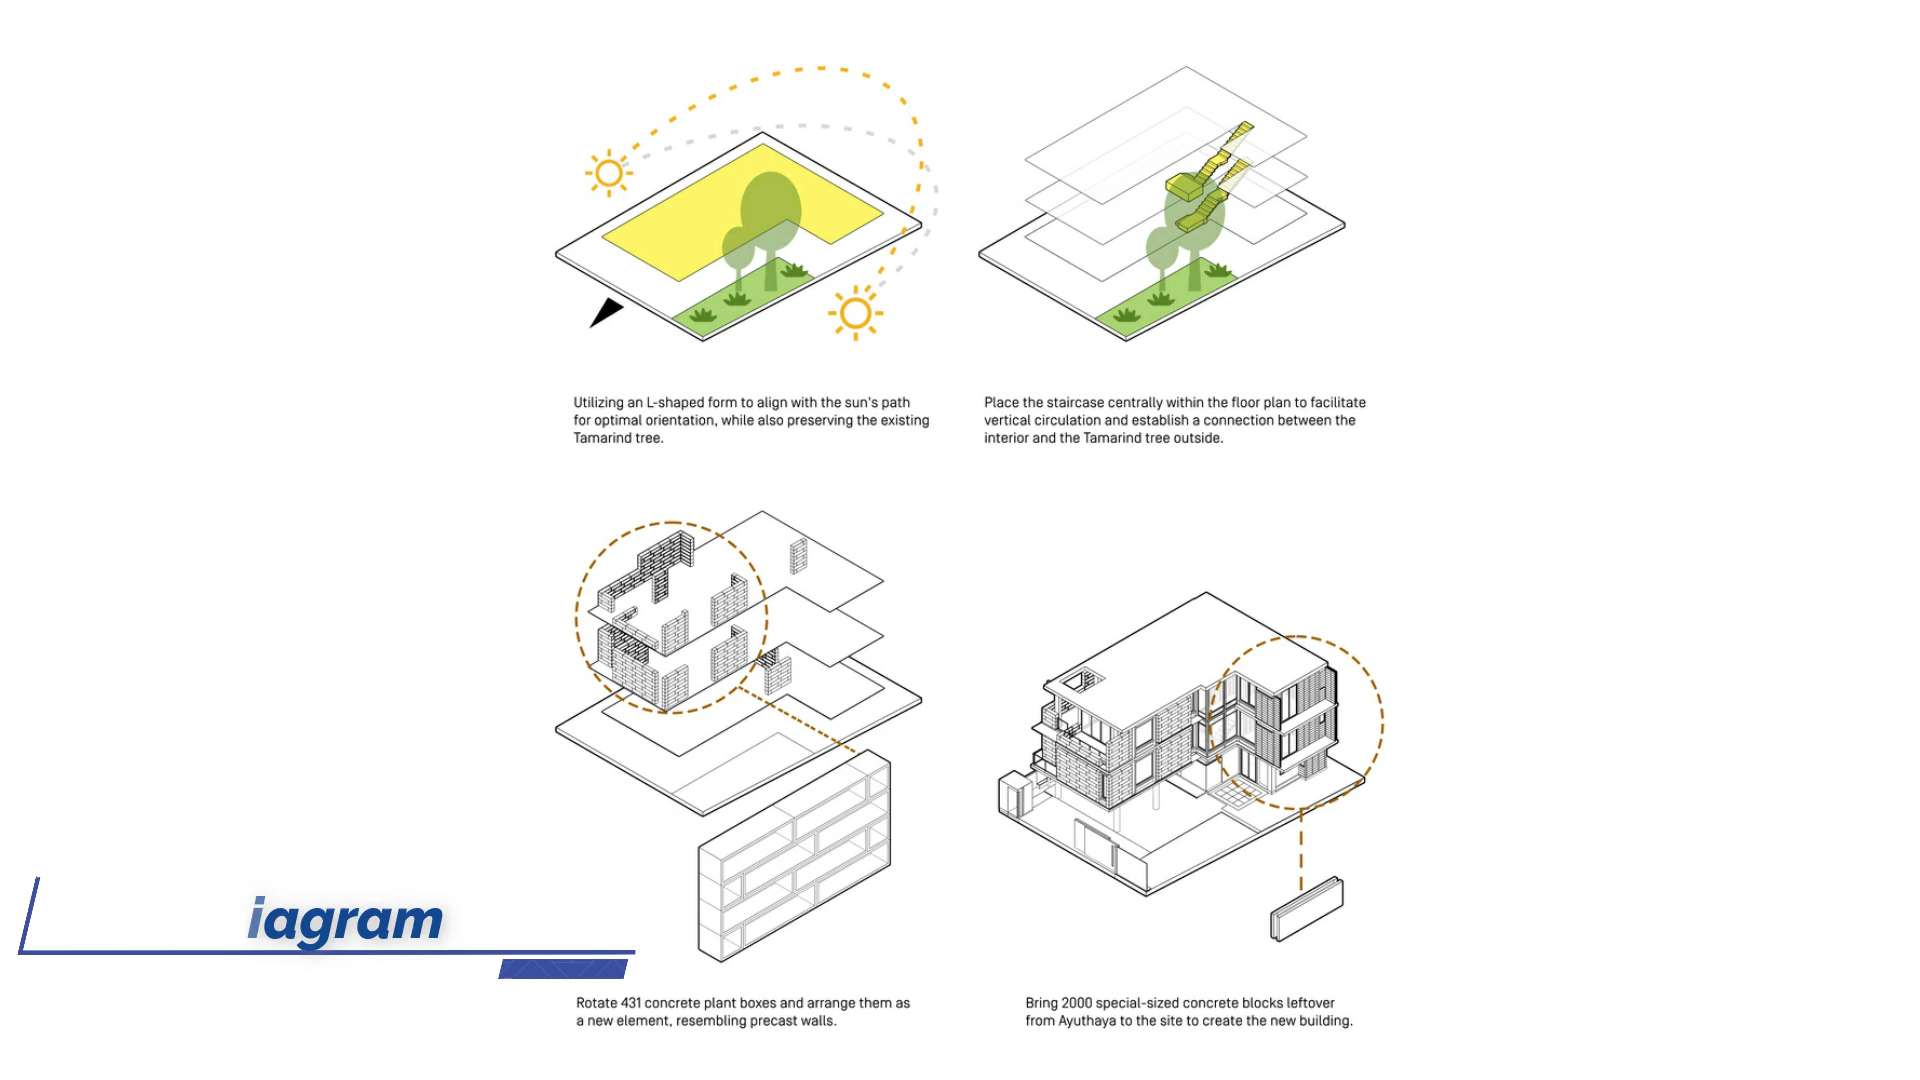 Utilizing an L-shaped form to align with the sun's path
for optimal orientation, while also preserving the existing
Tamarind tree.
Place the staircase centrally within the floor plan to facilitate
vertical circulation and establish a connection between the
interior and the Tamarind tree outside.
iagram
Rotate 431 concrete plant boxes and arrange them as
a new element, resembling precast walls.
Bring 2000 special-sized concrete blocks leftover
from Ayuthaya to the site to create the new building.